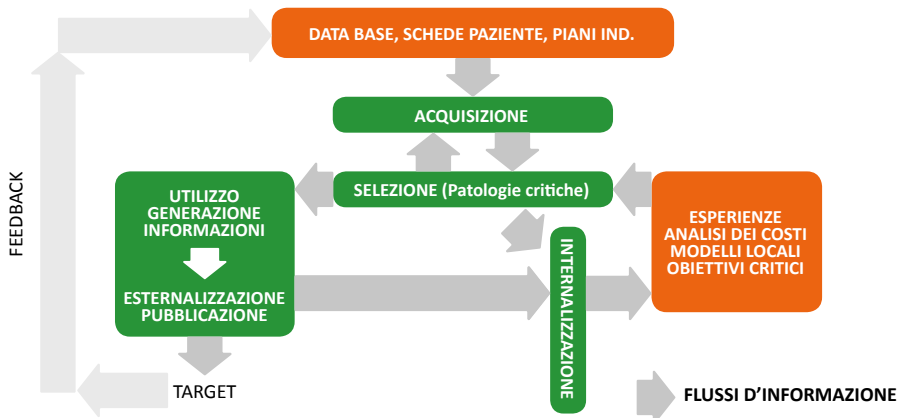 DATA BASE, SCHEDE PAZIENTE, PIANI IND.
ACQUISIZIONE
SELEZIONE (Patologie critiche)
UTILIZZO
GENERAZIONE
INFORMAZIONI
ESTERNALIZZAZIONE
PUBBLICAZIONE
INTERNALIZZAZIONE
ESPERIENZE
ANALISI DEI COSTI
MODELLI LOCALI
OBIETTIVI CRITICI
FEEDBACK
TARGET
FLUSSI D'INFORMAZIONE